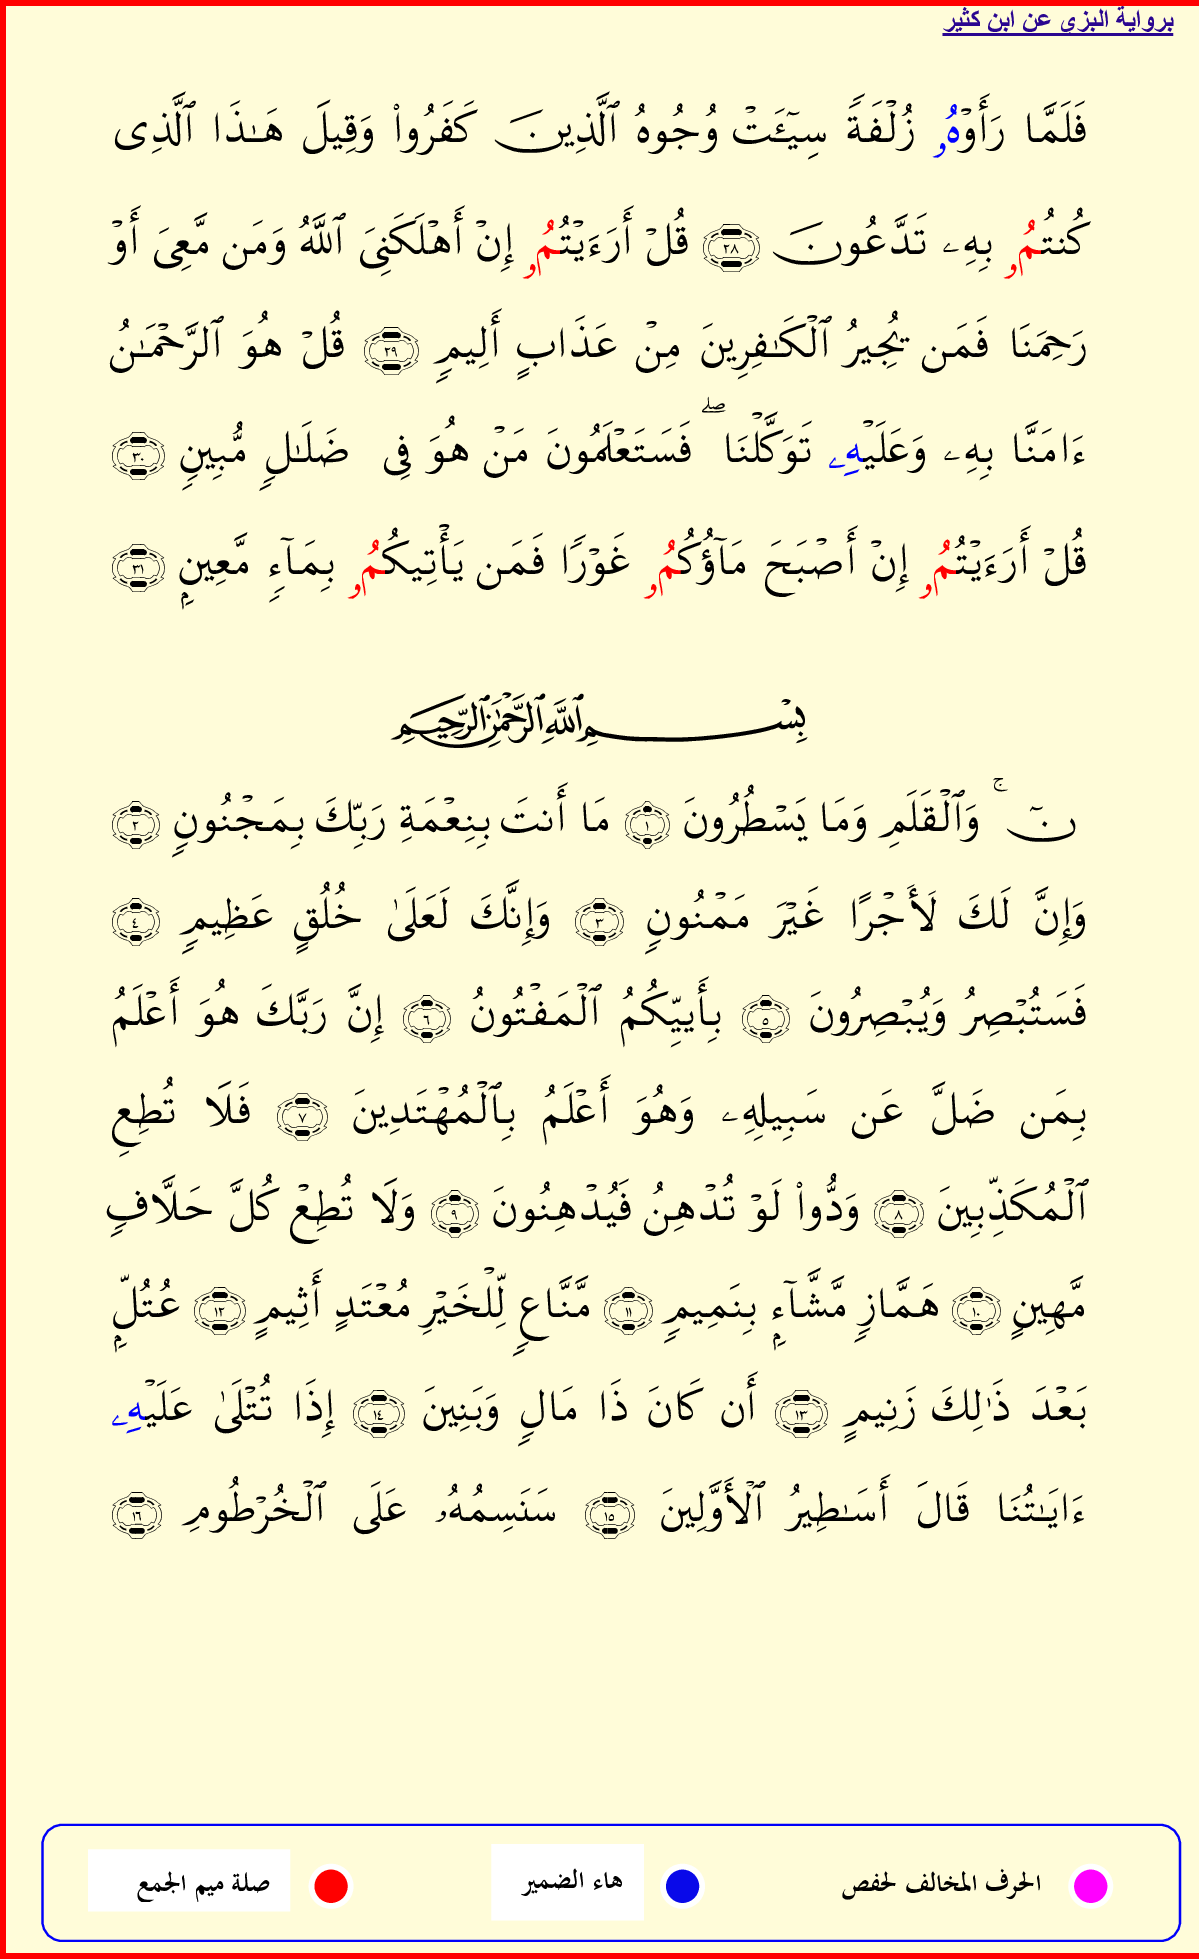 برواية البزي عن ابن كثير
فَلَمَّا رَأَوۡهُۥ زُلۡفَةٗ سِيٓـَٔتۡ وُجُوهُ ٱلَّذِينَ كَفَرُواْ وَقِيلَ هَـٰذَا ٱلَّذِى
كُنتُمُۥ بِهِۦ تَدَّعُونَ ٢٨ قُلۡ أَرَءَيۡتُمُۥ إِنۡ أَهۡلَكَنِىَ ٱللَّهُ وَمَن مَّعِىَ أَوۡ
رَحِمَنَا فَمَن يُجِيرُ ٱلۡكَـٰفِرِينَ مِنۡ عَذَابٍ أَلِيمٖ ٢٩ قُلۡ هُوَ ٱلرَّحۡمَـٰنُ
ءَامَنَّا بِهِۦ وَعَلَيۡهِۦ تَوَكَّلۡنَاۖ فَسَتَعۡلَمُونَ مَنۡ هُوَ فِى ضَلَـٰلٖ مُّبِينٖ ٣٠
قُلۡ أَرَءَيۡتُمُۥ إِنۡ أَصۡبَحَ مَآؤُكُمُۥ غَوۡرٗا فَمَن يَأۡتِيكُمُۥ بِمَآءٖ مَّعِينِۭ ٣١
بِسۡمِ ٱللَّهِ ٱلرَّحۡمَـٰنِ ٱلرَّحِيمِ
نٓۚ وَٱلۡقَلَمِ وَمَا يَسۡطُرُونَ ١ مَا أَنتَ بِنِعۡمَةِ رَبِّكَ بِمَجۡنُونٖ ٢
وَإِنَّ لَكَ لَأَجۡرًا غَيۡرَ مَمۡنُونٖ ٣ وَإِنَّكَ لَعَلَىٰ خُلُقٍ عَظِيمٖ ٤
فَسَتُبۡصِرُ وَيُبۡصِرُونَ ٥ بِأَييِّكُمُ ٱلۡمَفۡتُونُ ٦ إِنَّ رَبَّكَ هُوَ أَعۡلَمُ
بِمَن ضَلَّ عَن سَبِيلِهِۦ وَهُوَ أَعۡلَمُ بِٱلۡمُهۡتَدِينَ ٧ فَلَا تُطِعِ
ٱلۡمُكَذِّبِينَ ٨ وَدُّواْ لَوۡ تُدۡهِنُ فَيُدۡهِنُونَ ٩ وَلَا تُطِعۡ كُلَّ حَلَّافٖ
مَّهِينٍ ١٠ هَمَّازٖ مَّشَّآءِۭ بِنَمِيمٖ ١١ مَّنَّاعٖ لِّلۡخَيۡرِ مُعۡتَدٍ أَثِيمٍ ١٢ عُتُلِّۭ
بَعۡدَ ذَٰلِكَ زَنِيمٍ ١٣ أَن كَانَ ذَا مَالٖ وَبَنِينَ ١٤ إِذَا تُتۡلَىٰ عَلَيۡهِۦ
ءَايَـٰتُنَا قَالَ أَسَـٰطِيرُ ٱلۡأَوَّلِينَ ١٥ سَنَسِمُهُۥ عَلَى ٱلۡخُرۡطُومِ ١٦
الحرف المخالف لحفص هاء الضمير صلة ميم الجمع